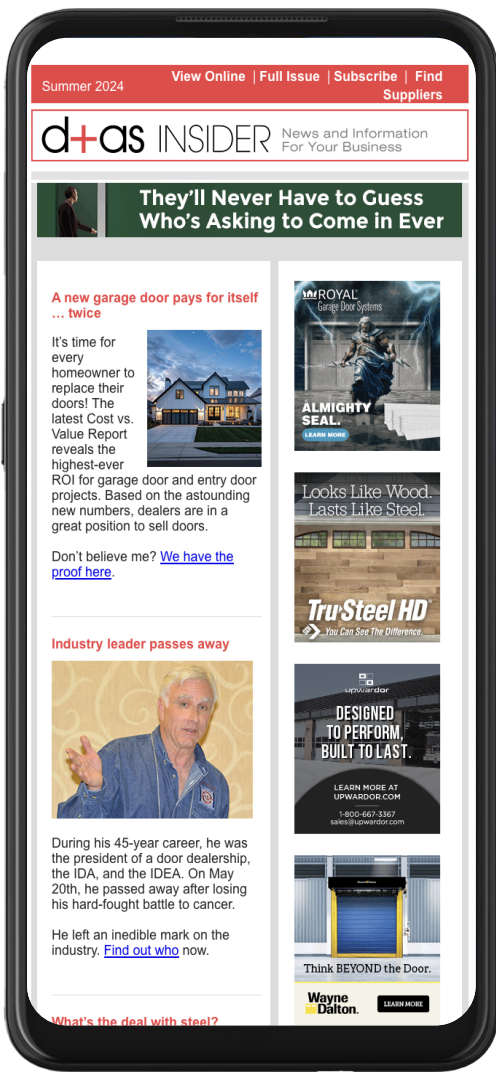 Summer 2024
View Online | Full Issue | Subscribe | Find
Suppliers
d+as INSIDER
News and Information
For Your Business
They'll Never Have to Guess
Who's Asking to Come in Ever
A new garage door pays for itself
... twice
It's time for
every
homeowner to
replace their
doors! The
latest Cost vs.
Value Report
reveals the
highest-ever
ROI for garage door and entry door
projects. Based on the astounding
new numbers, dealers are in a
great position to sell doors.
Don't believe me? We have the
proof here.
Industry leader passes away
During his 45-year career, he was
the president of a door dealership,
the IDA, and the IDEA. On May
20th, he passed away after losing
his hard-fought battle to cancer.
He left an inedible mark on the
industry. Find out who now.
What's the deal with steel?
ROYAL
Garage Door Systems
ALMIGHTY
SEAL.
LEARN MORE
Looks Like Wood.
Lasts Like Steel.
TruSteel HD
You Can See The Difference.
upwardor
DESIGNED
TO PERFORM,
BUILT TO LAST.
LEARN MORE AT
UPWARDOR.COM
1-800-667-3367
sales@upwardor.com
Think BEYOND the Door.
Wayne
Dalton.
LEARN MORE